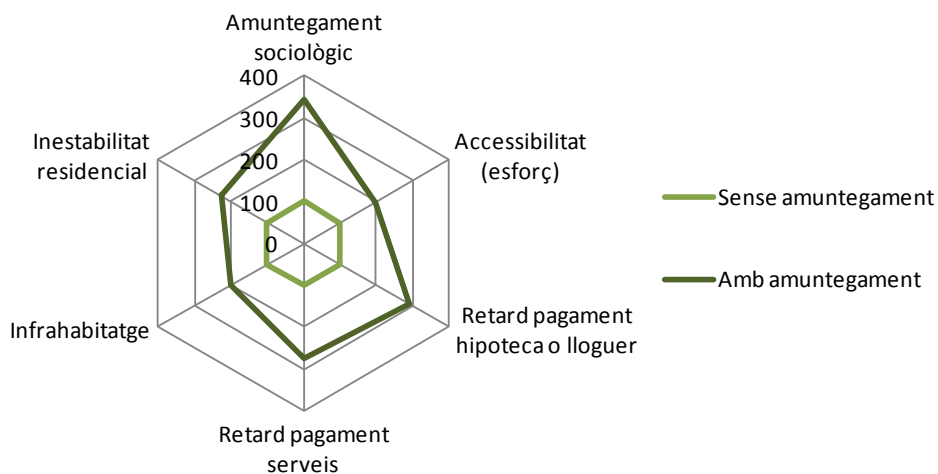 Amuntegament
sociològic
400
300
200
100
0
Accessibilitat
(esforç)
Retard pagament
hipoteca o lloguer
Retard pagament
serveis
Infrahabitatge
Inestabilitat
residencial
Sense amuntegament
Amb amuntegament